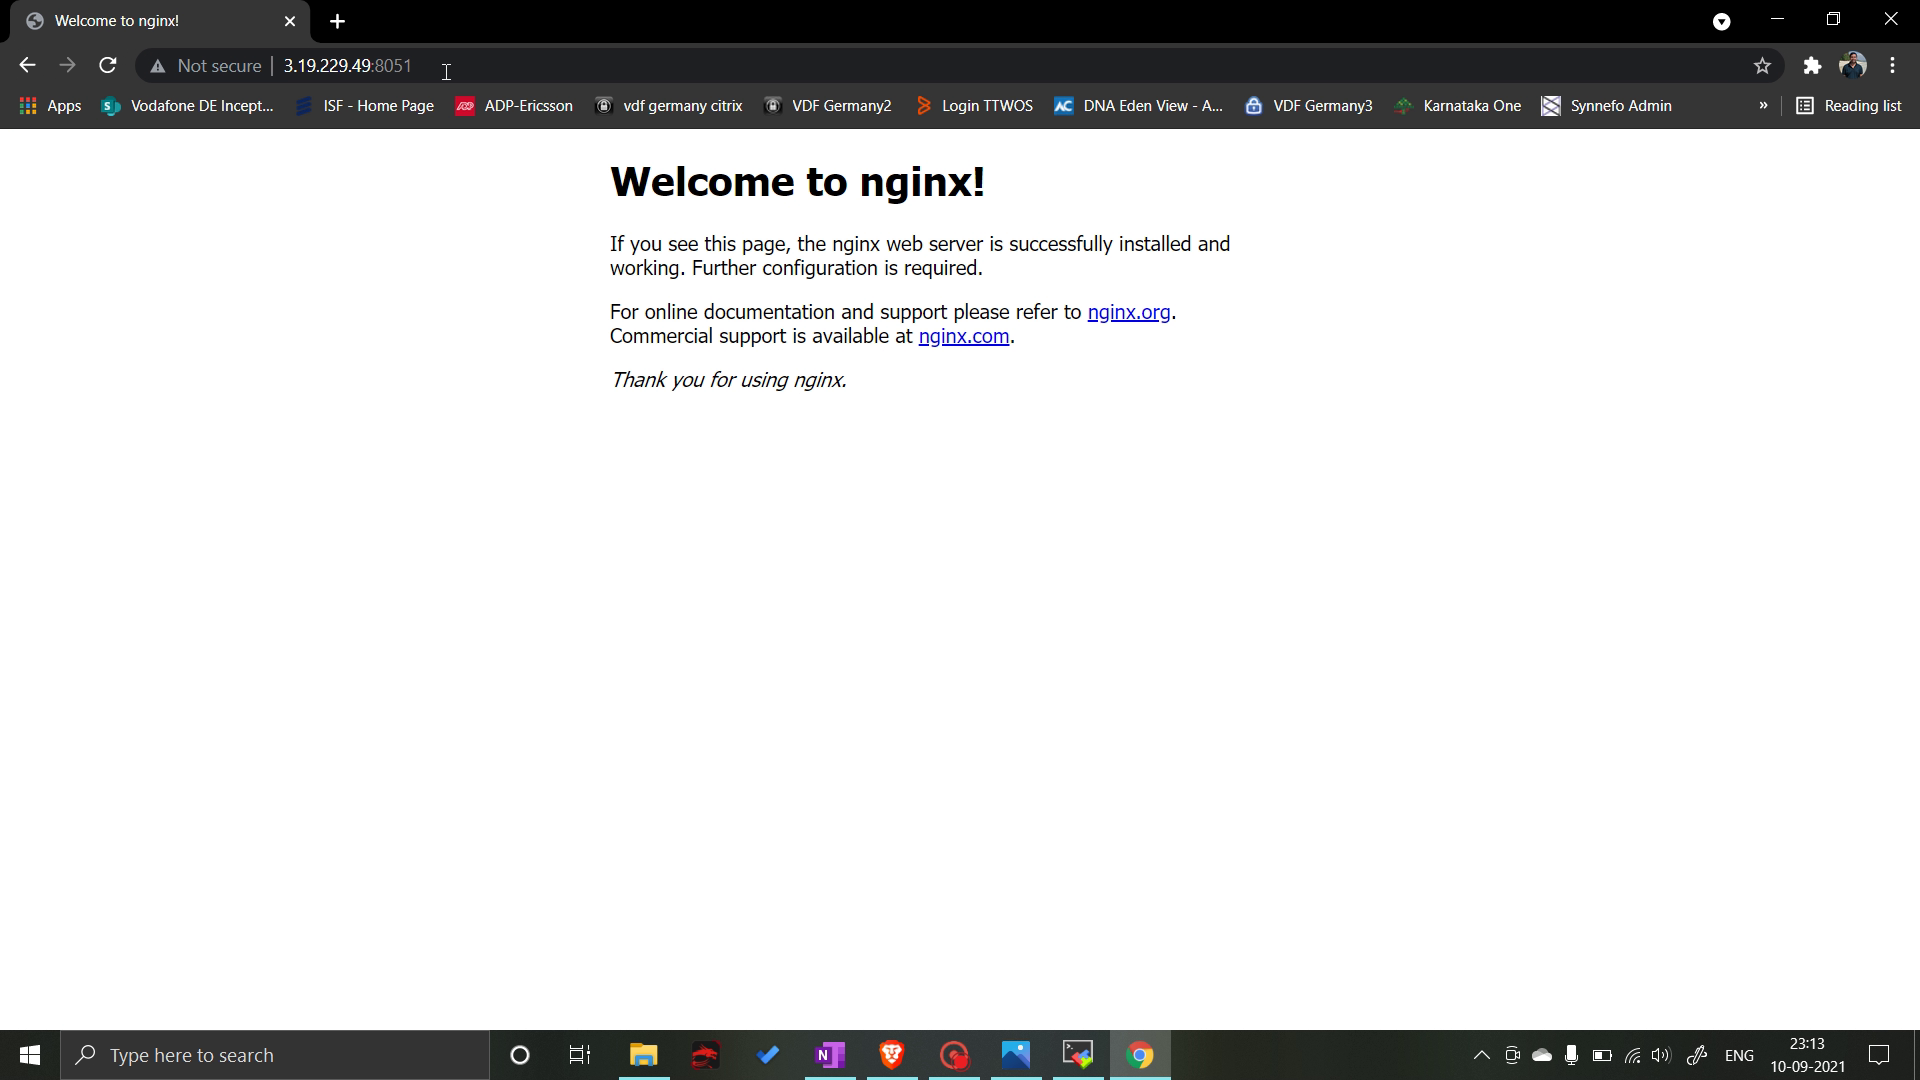 Welcome to nginx!
Not secure | 3.19.229.49:8051
Apps Vodafone DE Incept... ISF - Home Page ADP-Ericsson vdf germany citrix VDF Germany2 Login TTWOS DNA Eden View - A... VDF Germany3 Karnataka One Synnefo Admin » Reading list
Welcome to nginx!
If you see this page, the nginx web server is successfully installed and
working. Further configuration is required.
For online documentation and support please refer to nginx.org.
Commercial support is available at nginx.com.
Thank you for using nginx.
Type here to search
ENG
23:13
10-09-2021